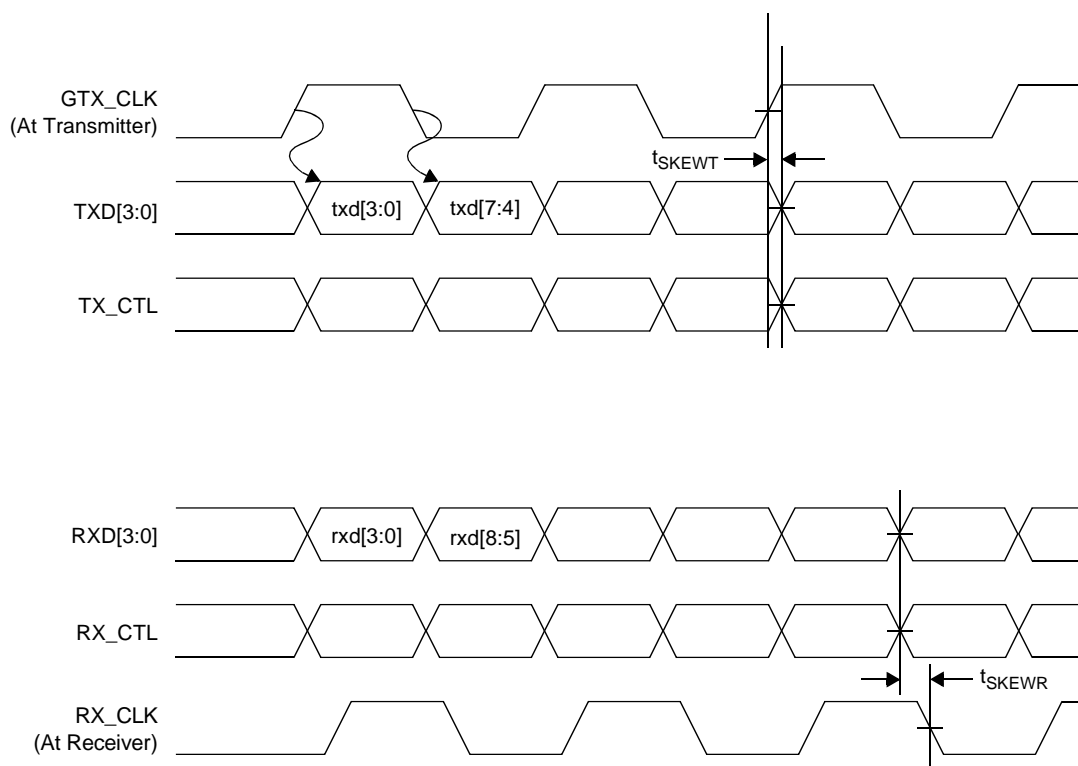 GTX_CLK
(At Transmitter)
tSKEWT
TXD[3:0]
txd[3:0]
txd[7:4]
TX_CTL
RXD[3:0]
rxd[3:0]
rxd[8:5]
RX_CTL
tSKEWR
RX_CLK
(At Receiver)